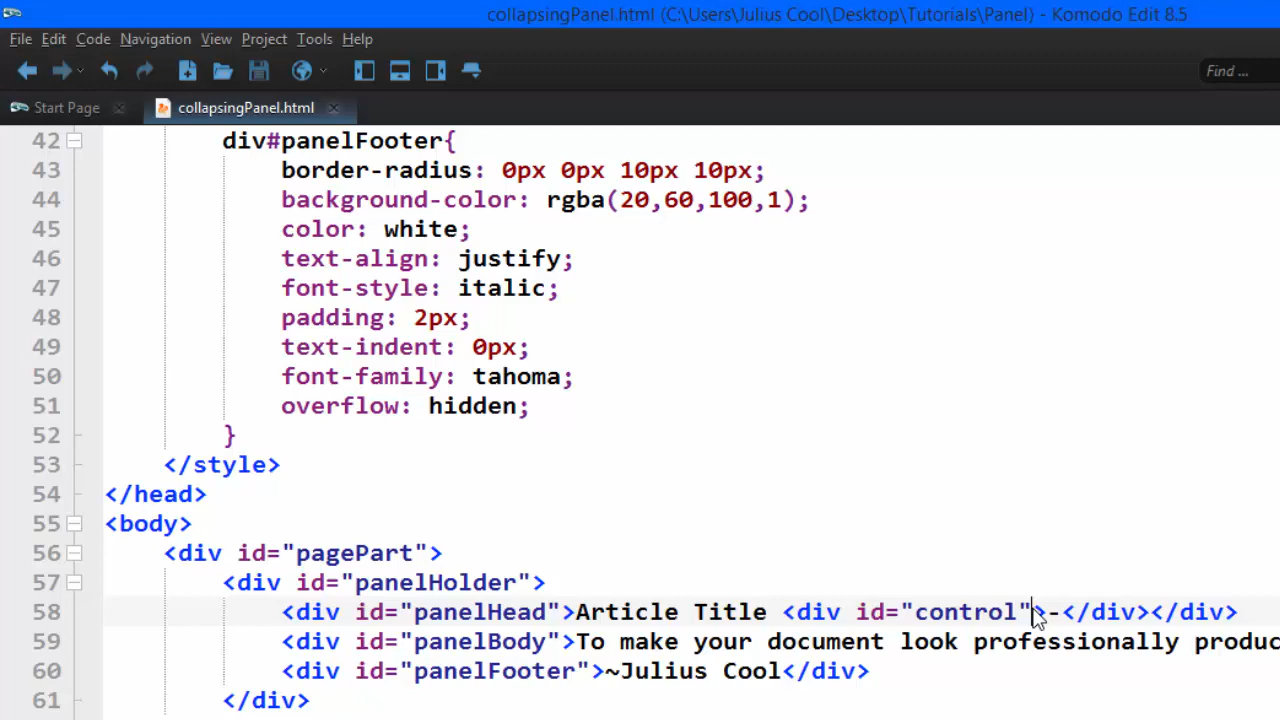 collapsingPanel.html (C:\Users\Julius Cool\Desktop\Tutorials\Panel) - Komodo Edit 8.5
File Edit Code Navigation View Project Tools Help
Find ...
Start Page collapsingPanel.html
42 div#panelFooter{
43 border-radius: 0px 0px 10px 10px;
44 background-color: rgba(20,60,100,1);
45 color: white;
46 text-align: justify;
47 font-style: italic;
48 padding: 2px;
49 text-indent: 0px;
50 font-family: tahoma;
51 overflow: hidden;
52 }
53 </style>
54 </head>
55 <body>
56 <div id="pagePart">
57 <div id="panelHolder">
58 <div id="panelHead">Article Title <div id="control">-</div></div>
59 <div id="panelBody">To make your document look professionally produc
60 <div id="panelFooter">~Julius Cool</div>
61 </div>